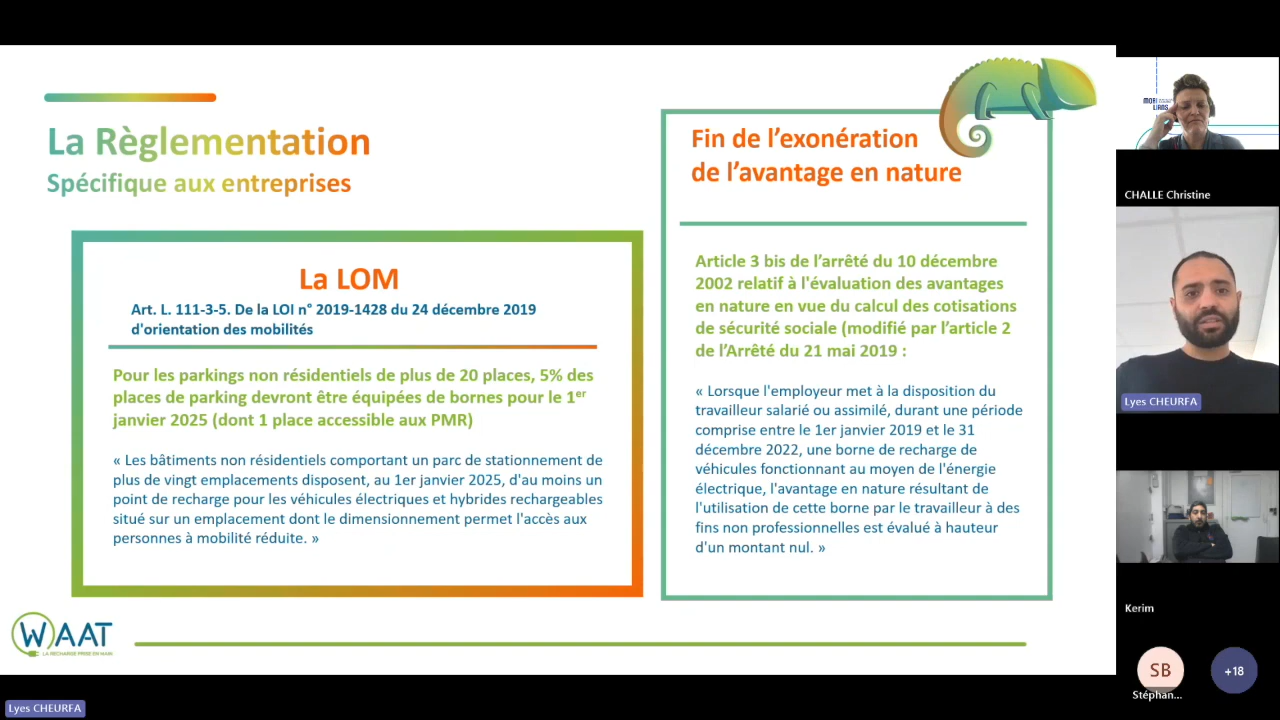 La Règlementation
Spécifique aux entreprises
La LOM
Art. L. 111-3-5. De la LOI n° 2019-1428 du 24 décembre 2019
d'orientation des mobilités
Pour les parkings non résidentiels de plus de 20 places, 5% des
places de parking devront être équipées de bornes pour le 1er
janvier 2025 (dont 1 place accessible aux PMR)
« Les bâtiments non résidentiels comportant un parc de stationnement de
plus de vingt emplacements disposent, au 1er janvier 2025, d'au moins un
point de recharge pour les véhicules électriques et hybrides rechargeables
situé sur un emplacement dont le dimensionnement permet l'accès aux
personnes à mobilité réduite. »
Fin de l’exonération
de l’avantage en nature
Article 3 bis de l’arrêté du 10 décembre
2002 relatif à l'évaluation des avantages
en nature en vue du calcul des cotisations
de sécurité sociale (modifié par l’article 2
de l’Arrêté du 21 mai 2019 :
« Lorsque l'employeur met à la disposition du
travailleur salarié ou assimilé, durant une période
comprise entre le 1er janvier 2019 et le 31
décembre 2022, une borne de recharge de
véhicules fonctionnant au moyen de l'énergie
électrique, l'avantage en nature résultant de
l'utilisation de cette borne par le travailleur à des
fins non professionnelles est évalué à hauteur
d'un montant nul. »
WAAT
LA RECHARGE PRISE EN MAIN
Lyes CHEURFA
MOBI
LIANS
CHALLE Christine
Lyes CHEURFA
Kerim
SB
Stéphan...
+18